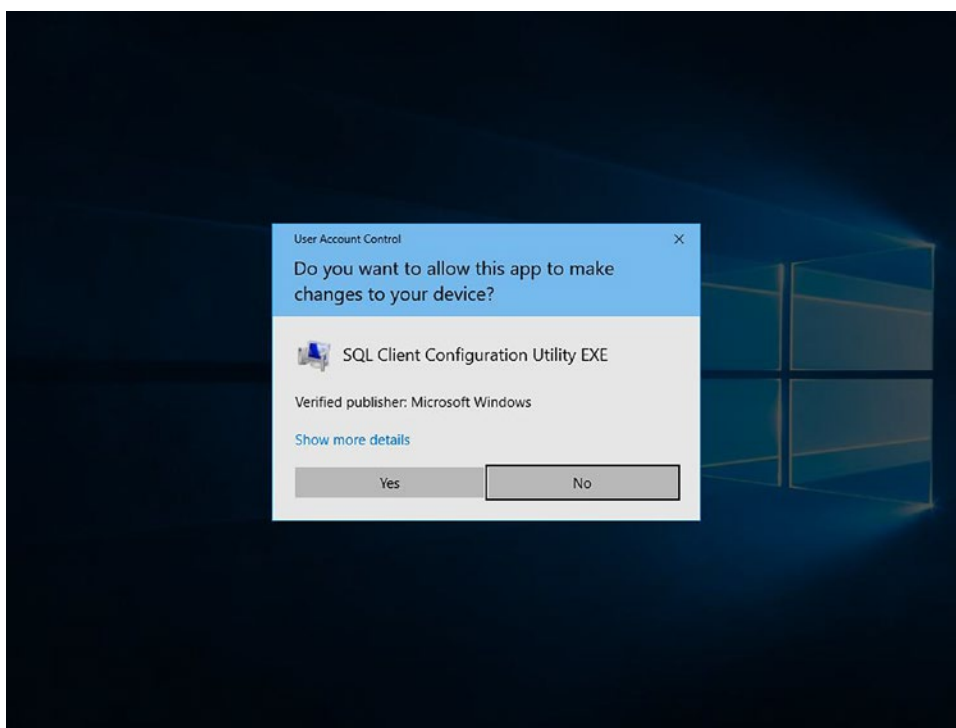 User Account Control
Do you want to allow this app to make
changes to your device?
SQL Client Configuration Utility EXE
Verified publisher: Microsoft Windows
Show more details
Yes
No